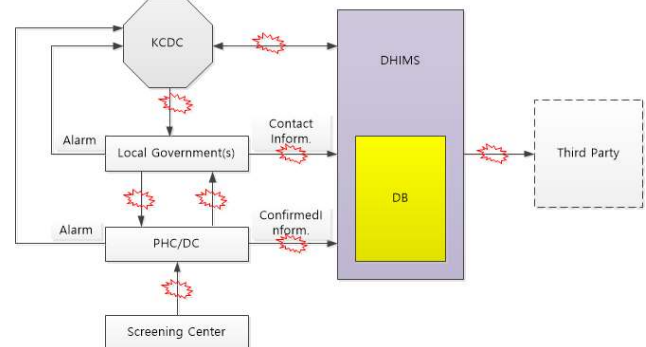 KCDC
DHIMS
Contact
Inform.
Alarm
Local Government(s)
Third Party
DB
ConfirmedI
nform.
Alarm
PHC/DC
Screening Center